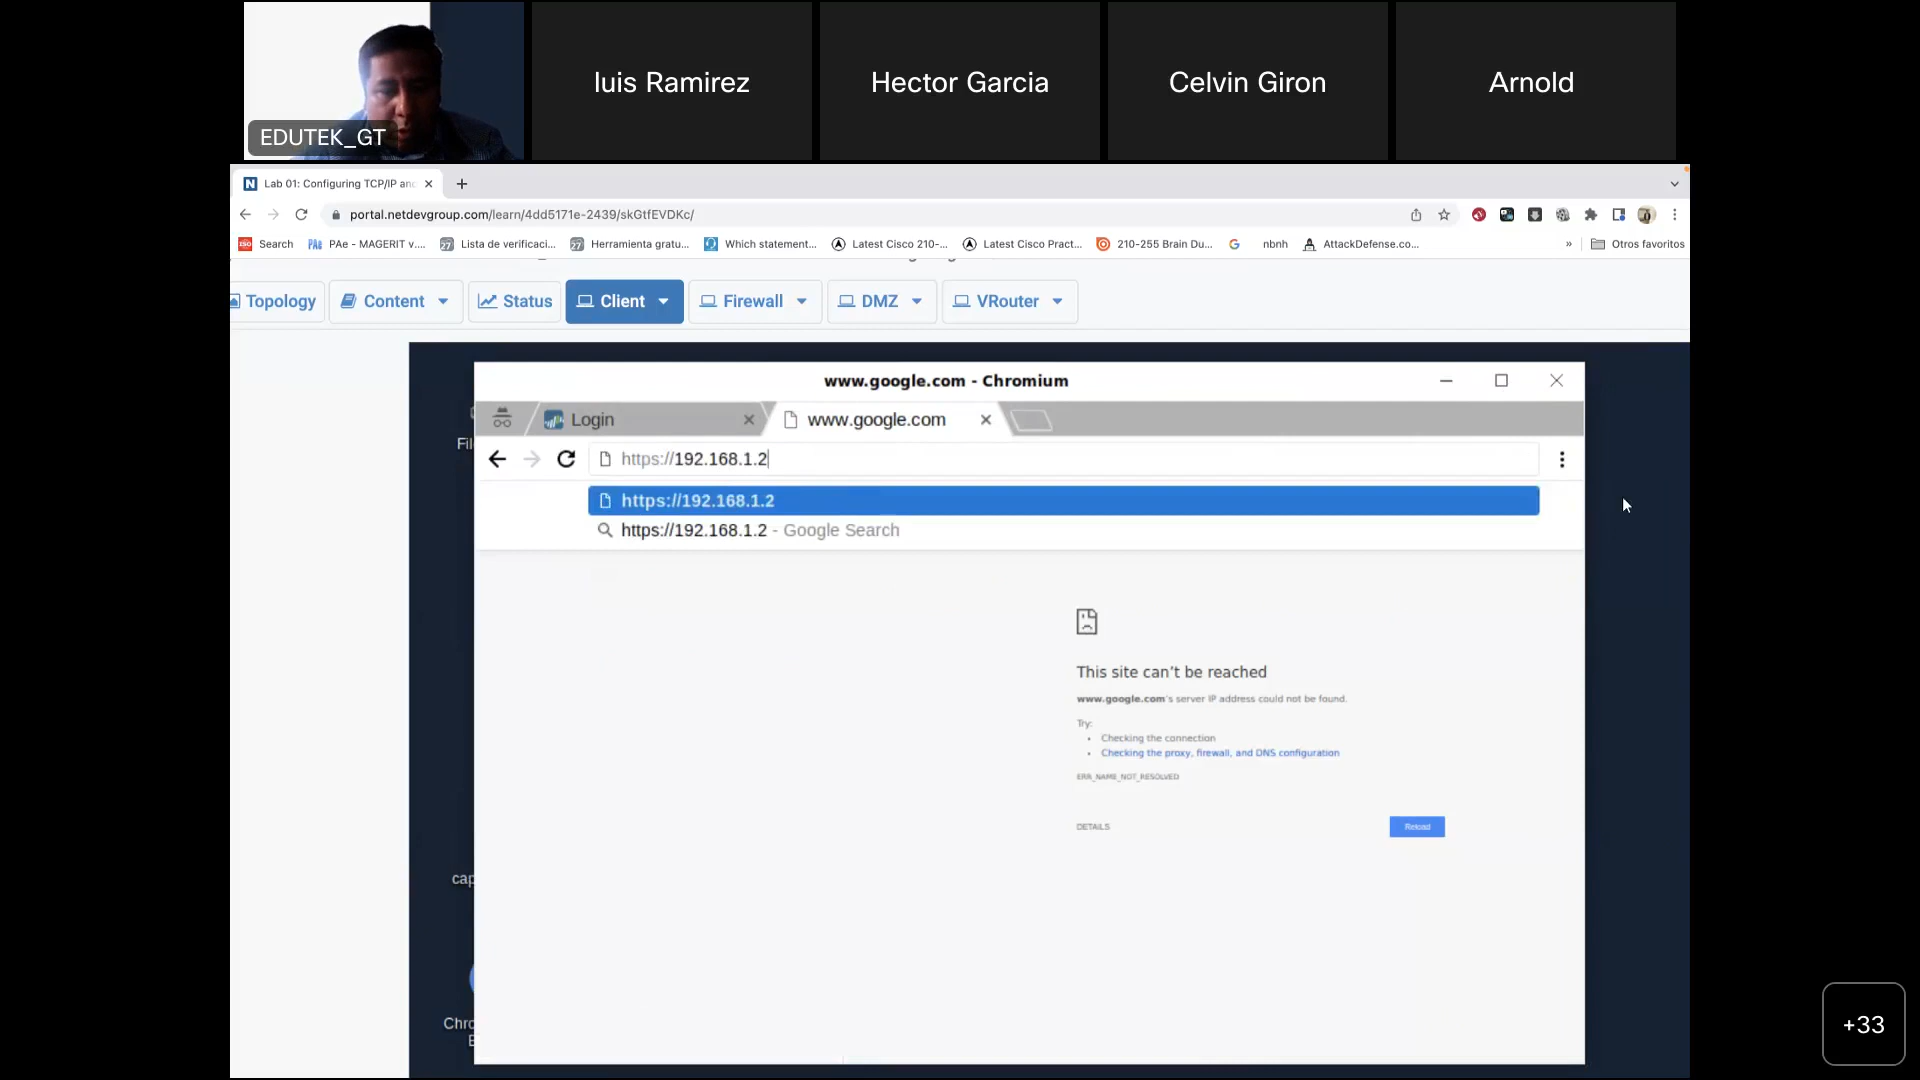 EDUTEK_GT
luis Ramirez
Hector Garcia
Celvin Giron
Arnold
Lab 01: Configuring TCP/IP and
portal.netdevgroup.com/learn/4dd5171e-2439/skGtfEVDKc/
Search
PAe - MAGERIT v....
Lista de verificaci...
Herramienta gratu...
Which statement...
Latest Cisco 210-...
Latest Cisco Pract...
210-255 Brain Du...
nbnh
AttackDefense.co...
» Otros favoritos
Topology
Content
Status
Client
Firewall
DMZ
VRouter
www.google.com - Chromium
Login
www.google.com
https://192.168.1.2
https://192.168.1.2
https://192.168.1.2 - Google Search
This site can't be reached
www.google.com's server IP address could not be found.
Try:
• Checking the connection
• Checking the proxy, firewall, and DNS configuration
ERR_NAME_NOT_RESOLVED
DETAILS
Reload
Fil
cap
Chro
E
+33